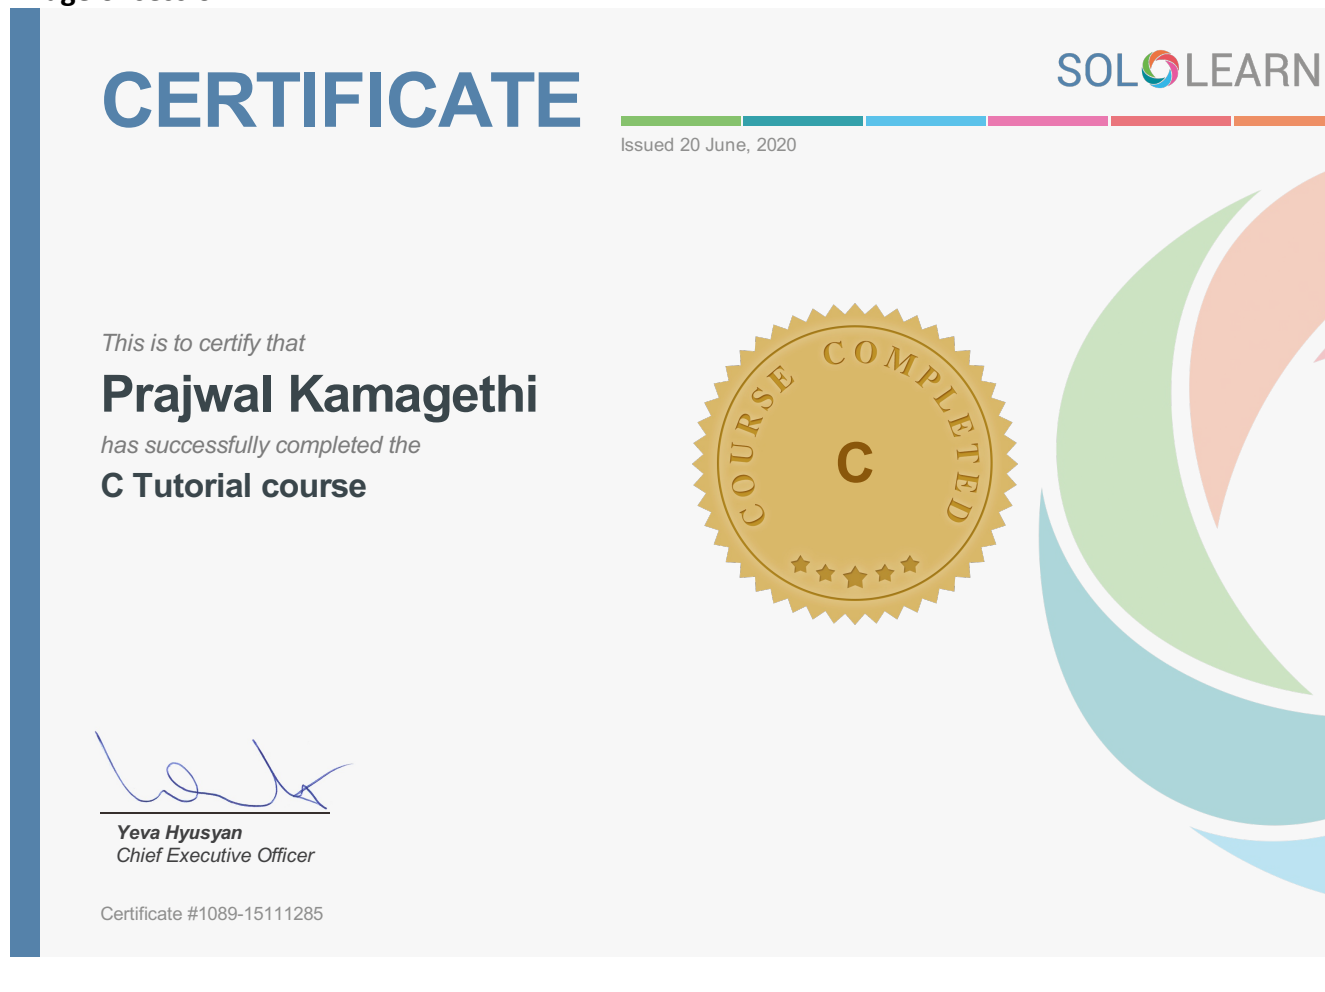 CERTIFICATE
SOLOLEARN
Issued 20 June, 2020
This is to certify that
Prajwal Kamagethi
has successfully completed the
C Tutorial course
COURSE COMPLETED
C
Yeva Hyusyan
Chief Executive Officer
Certificate #1089-15111285